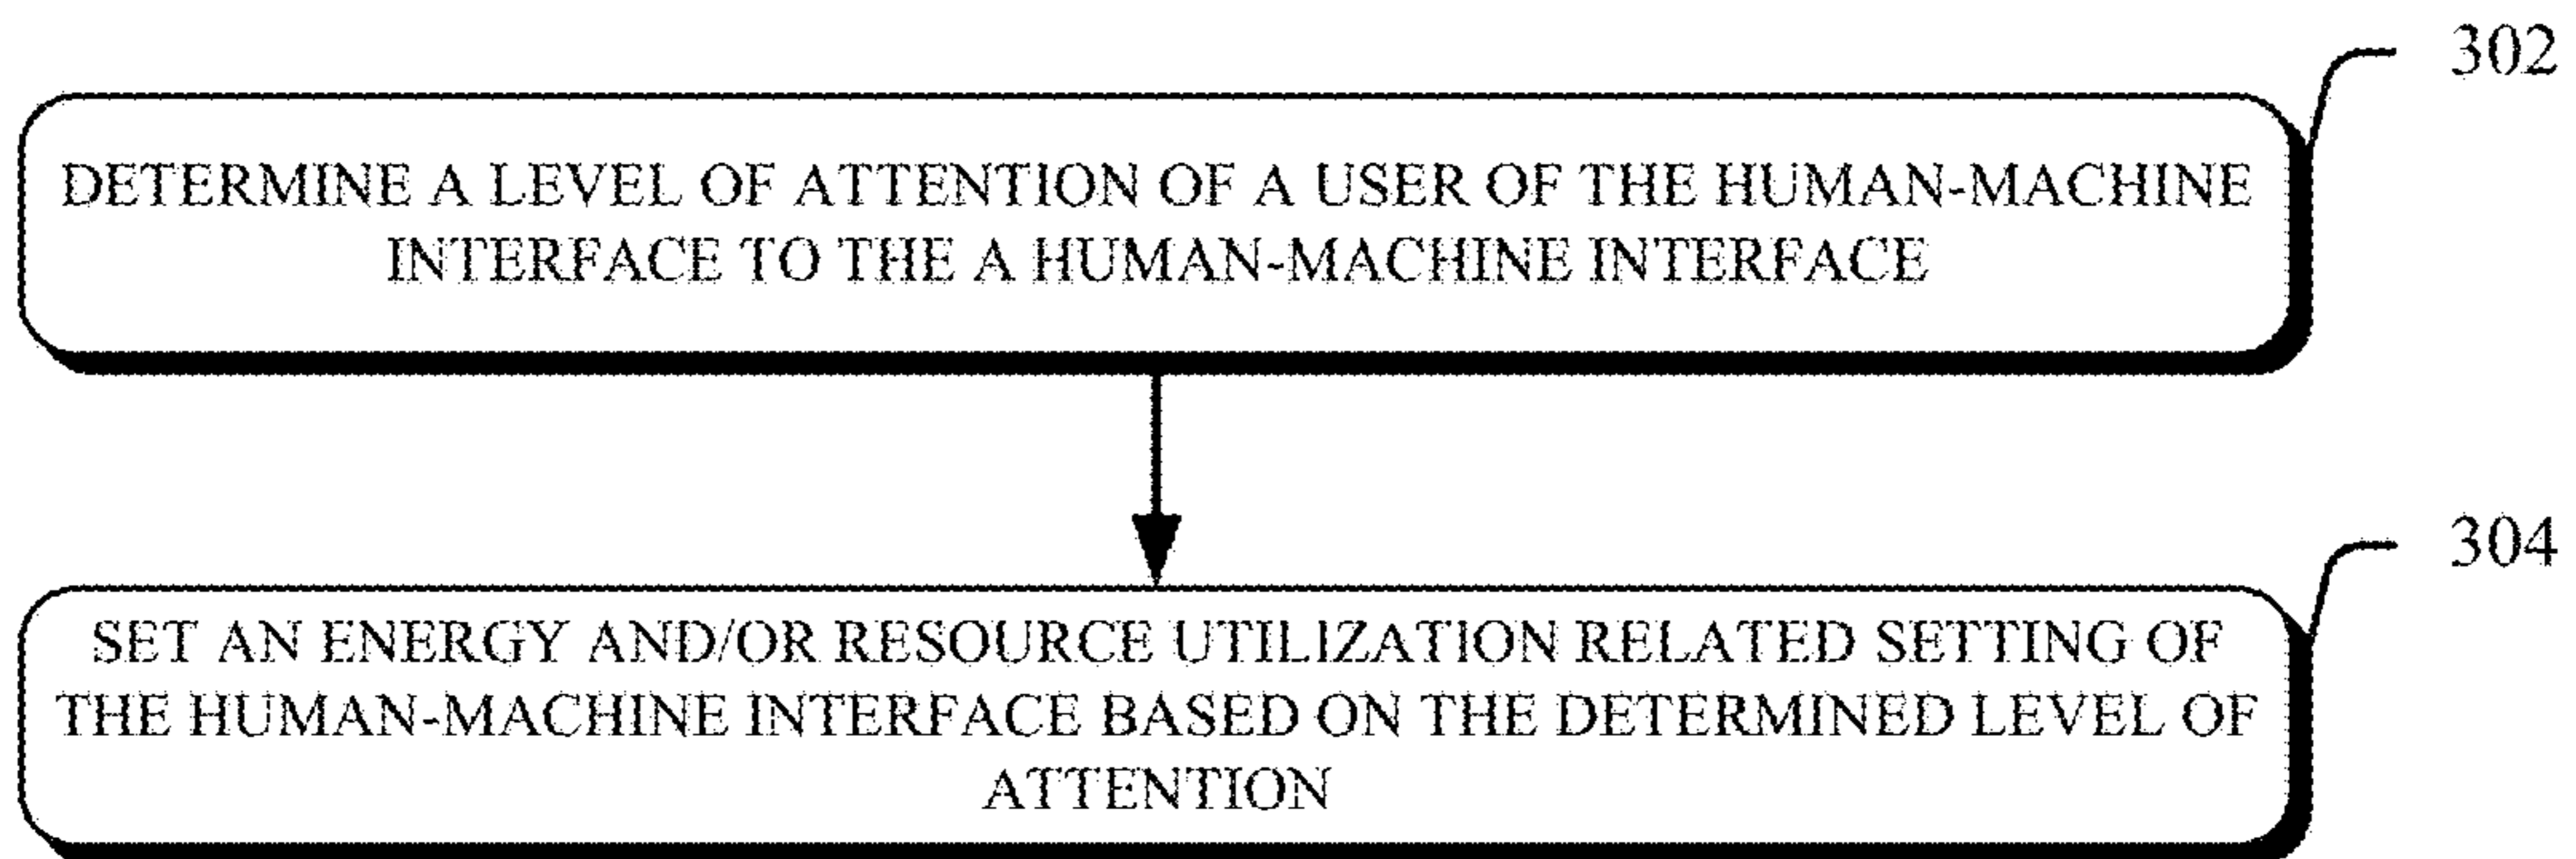 302
DETERMINE A LEVEL OF ATTENTION OF A USER OF THE HUMAN-MACHINE
INTERFACE TO THE A HUMAN-MACHINE INTERFACE
304
SET AN ENERGY AND/OR RESOURCE UTILIZATION RELATED SETTING OF
THE HUMAN-MACHINE INTERFACE BASED ON THE DETERMINED LEVEL OF
ATTENTION